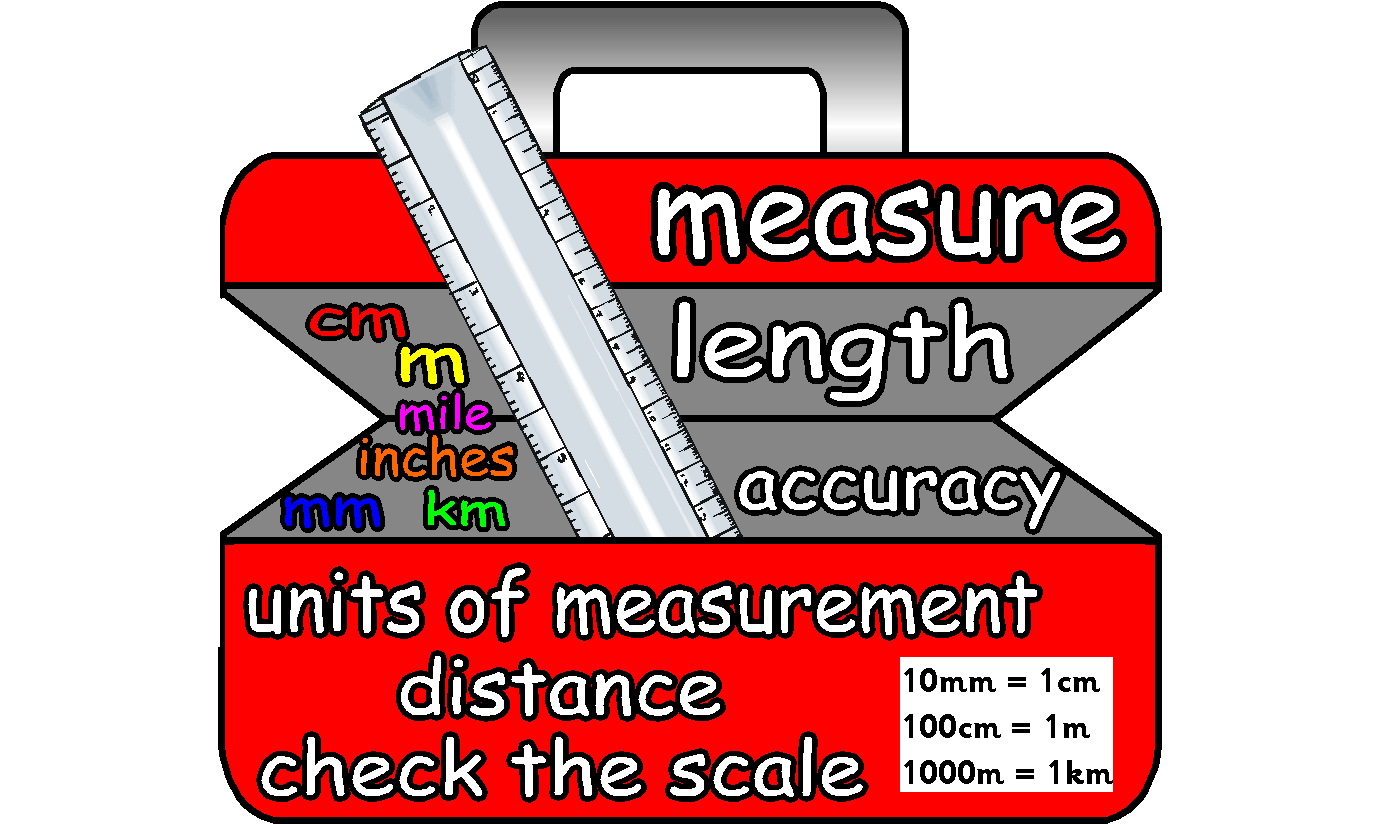 measure
length
cm
m
mile
inches
mm km
accuracy
units of measurement
distance
check the scale
10mm = 1cm
100cm = 1m
1000m = 1km